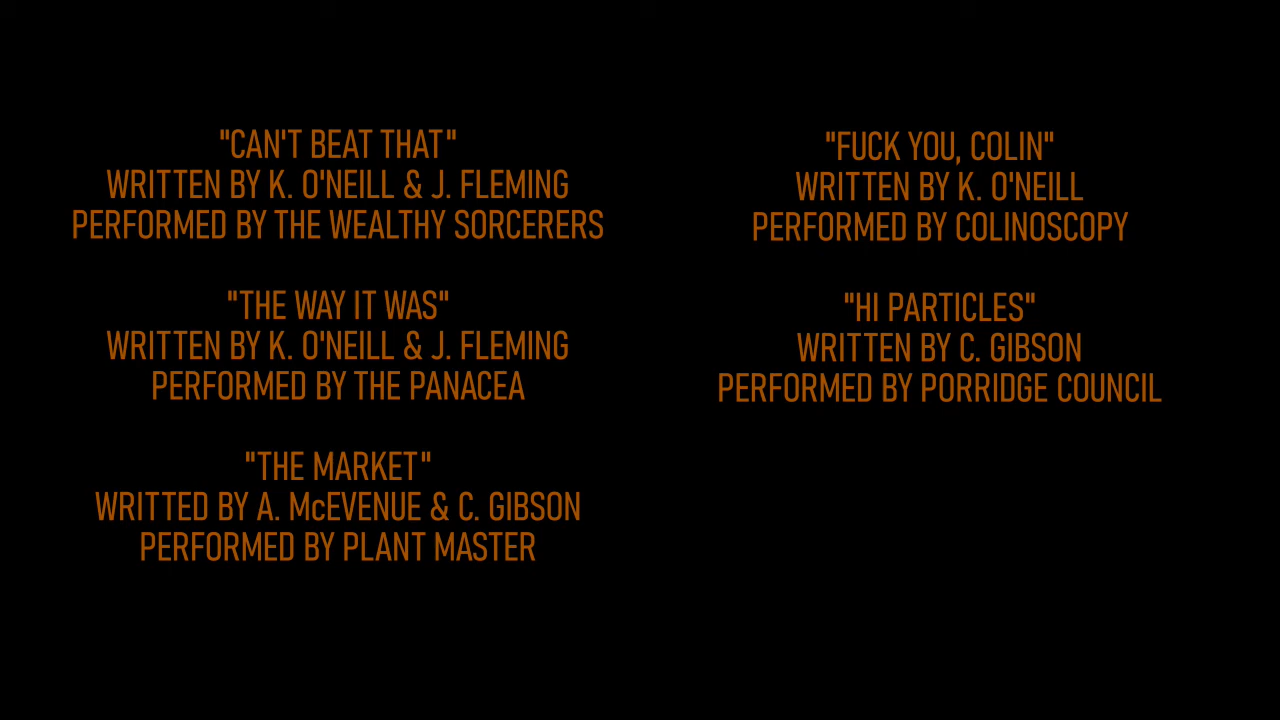 "CAN'T BEAT THAT"
WRITTEN BY K. O'NEILL & J. FLEMING
PERFORMED BY THE WEALTHY SORCERERS
"THE WAY IT WAS"
WRITTEN BY K. O'NEILL & J. FLEMING
PERFORMED BY THE PANACEA
"THE MARKET"
WRITTED BY A. McEVENUE & C. GIBSON
PERFORMED BY PLANT MASTER
"FUCK YOU, COLIN"
WRITTEN BY K. O'NEILL
PERFORMED BY COLINOSCOPY
"HI PARTICLES"
WRITTEN BY C. GIBSON
PERFORMED BY PORRIDGE COUNCIL